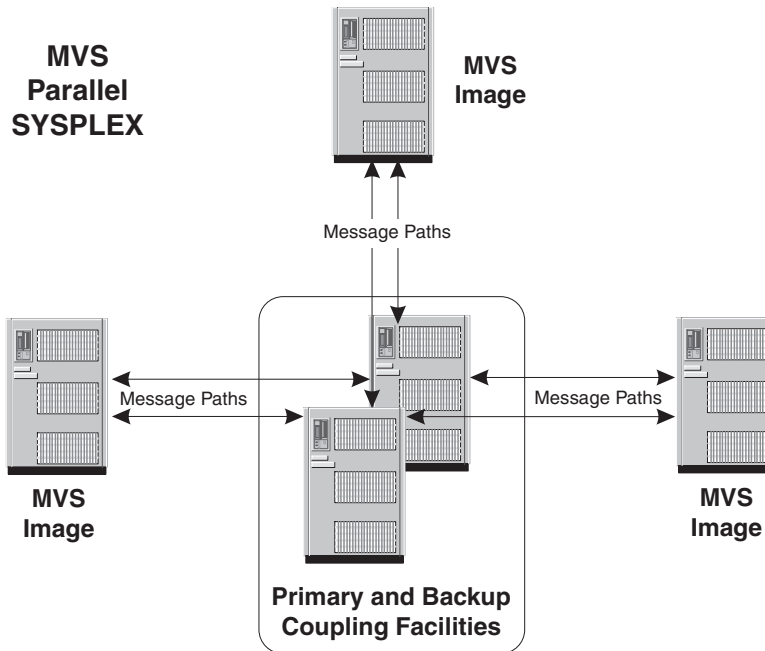 MVS
Parallel
SYSPLEX
MVS
Image
Message Paths
Message Paths
Message Paths
MVS
Image
MVS
Image
Primary and Backup
Coupling Facilities